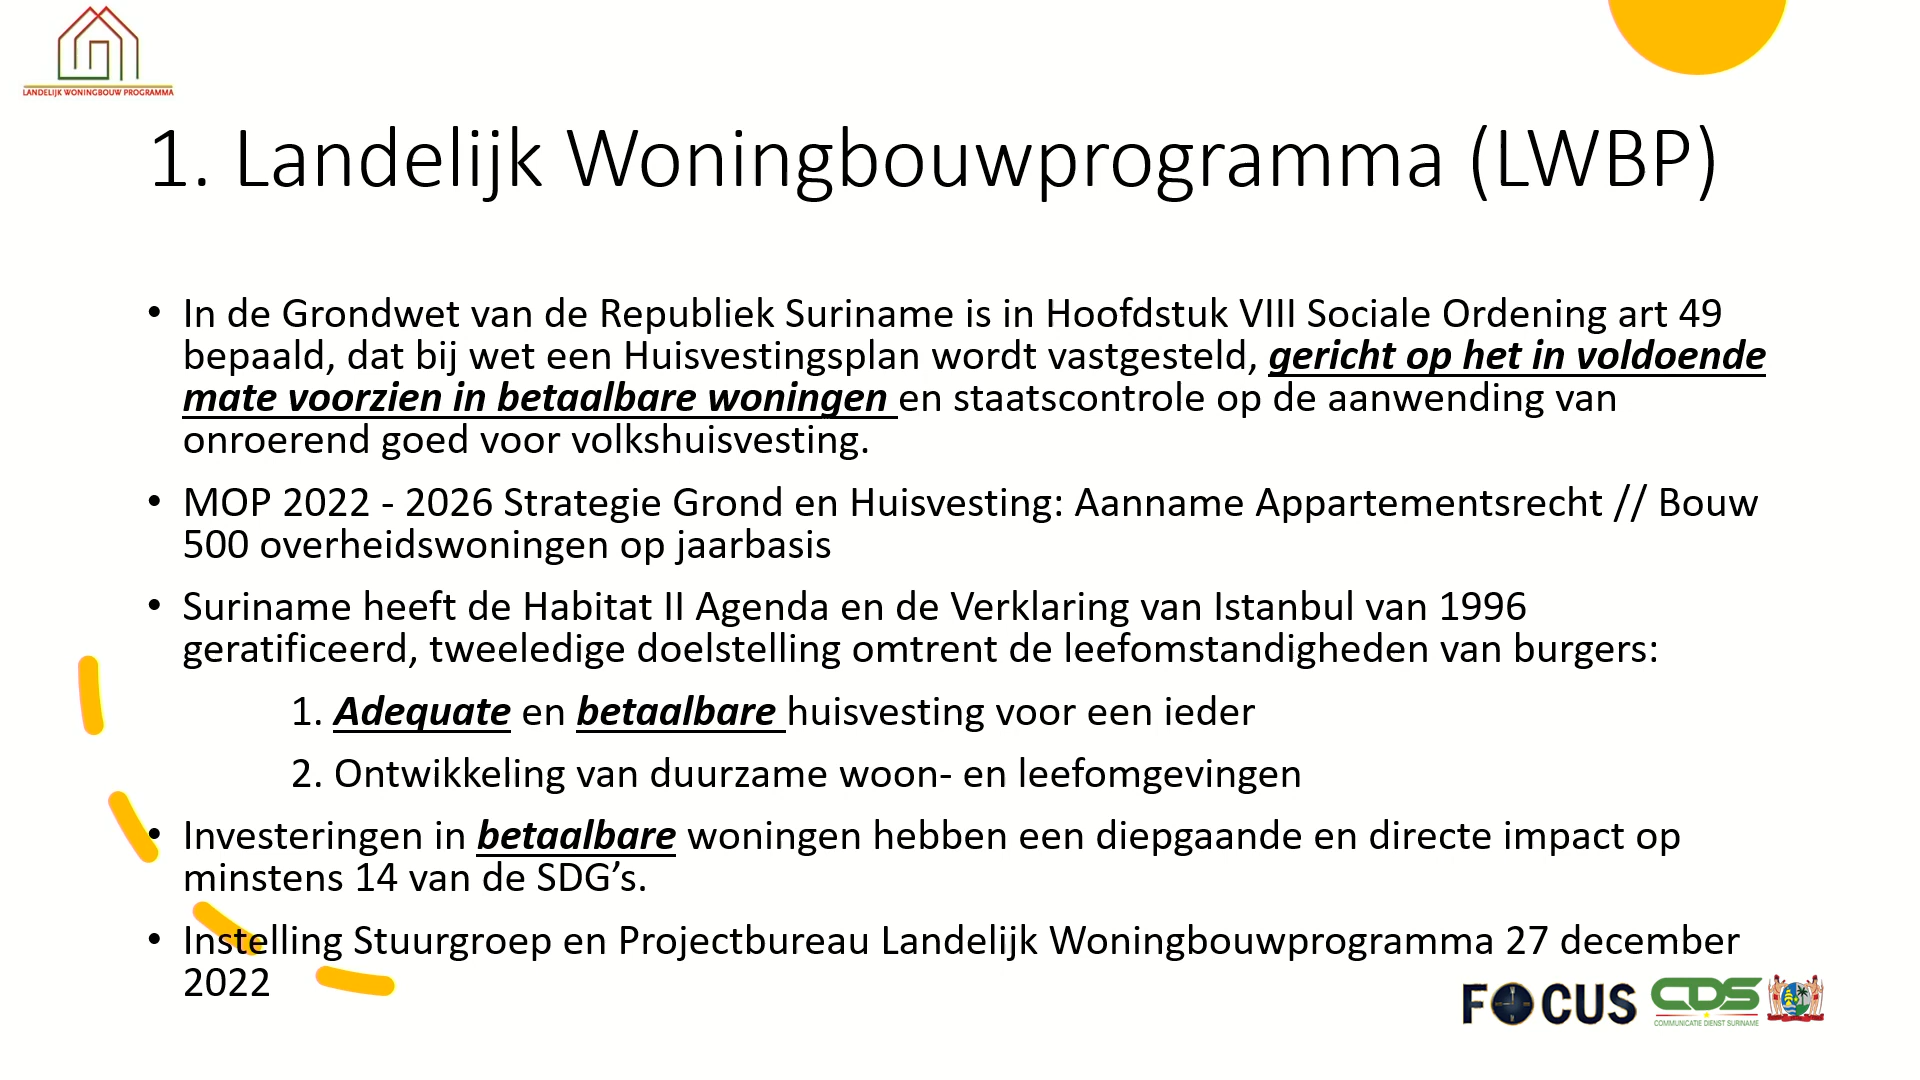 LANDELIJK WONINGBOUW PROGRAMMA
1. Landelijk Woningbouwprogramma (LWBP)
• In de Grondwet van de Republiek Suriname is in Hoofdstuk VIII Sociale Ordening art 49
bepaald, dat bij wet een Huisvestingsplan wordt vastgesteld, gericht op het in voldoende
mate voorzien in betaalbare woningen en staatscontrole op de aanwending van
onroerend goed voor volkshuisvesting.
• MOP 2022 - 2026 Strategie Grond en Huisvesting: Aanname Appartementsrecht // Bouw
500 overheidswoningen op jaarbasis
• Suriname heeft de Habitat II Agenda en de Verklaring van Istanbul van 1996
geratificeerd, tweeledige doelstelling omtrent de leefomstandigheden van burgers:
1. Adequate en betaalbare huisvesting voor een ieder
2. Ontwikkeling van duurzame woon- en leefomgevingen
• Investeringen in betaalbare woningen hebben een diepgaande en directe impact op
minstens 14 van de SDG’s.
• Instelling Stuurgroep en Projectbureau Landelijk Woningbouwprogramma 27 december
2022
FOCUS
CDS
COMMUNICATIE DIENST SURINAME